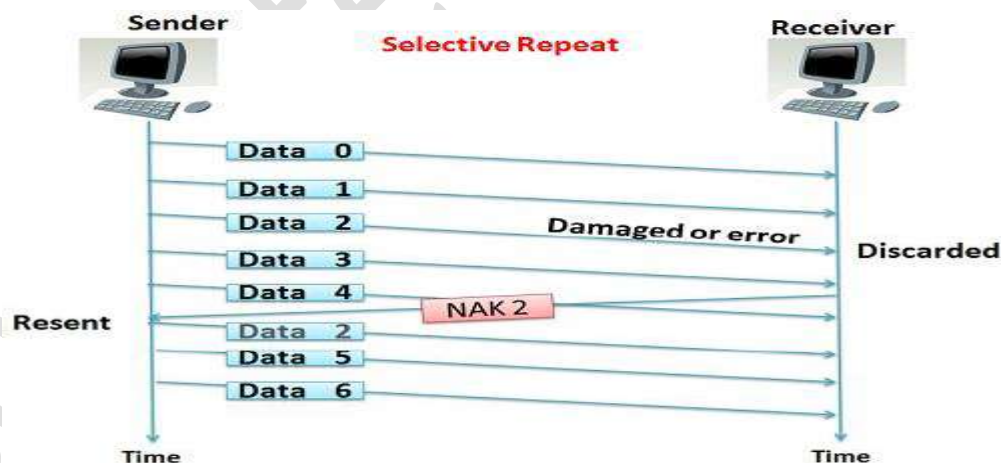 Sender
Receiver
Selective Repeat
Data 0
Data 1
Data 2
Damaged or error
Discarded
Data 3
Data 4
NAK 2
Resent
Data 2
Data 5
Data 6
Time
Time